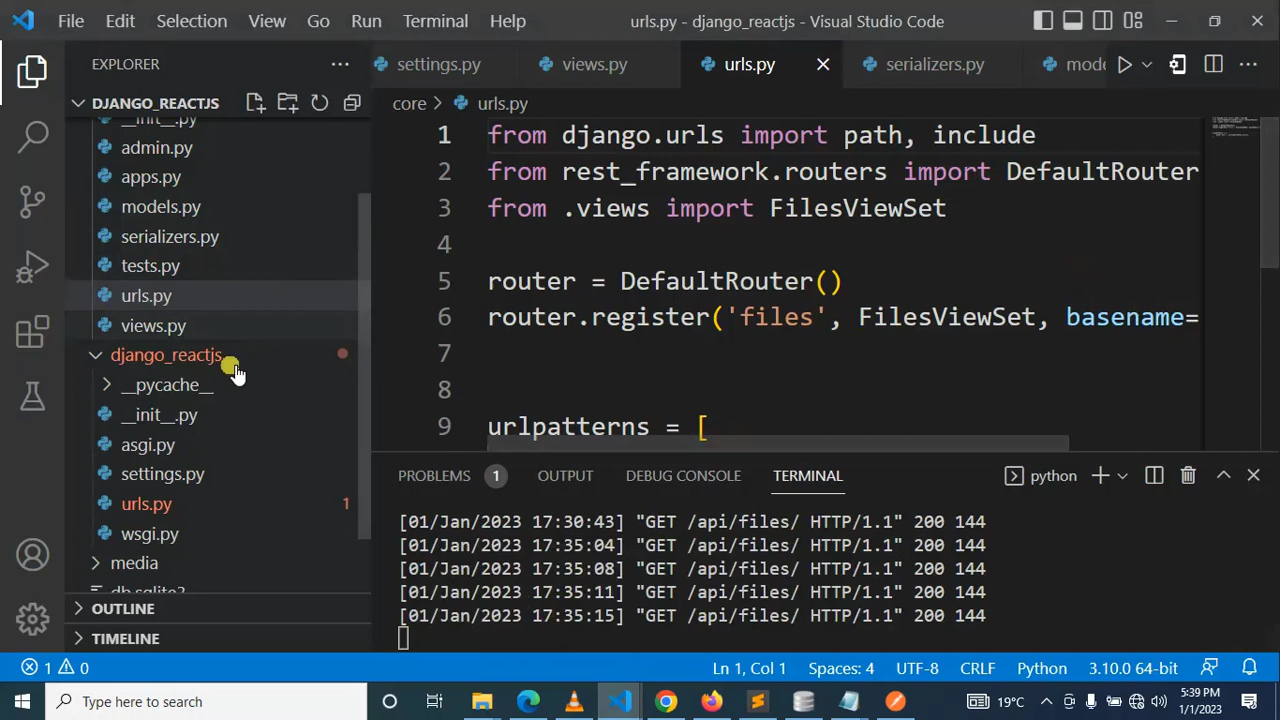 File Edit Selection View Go Run Terminal Help urls.py - django_reactjs - Visual Studio Code
EXPLORER
settings.py views.py urls.py serializers.py mode
DJANGO_REACTJS
core > urls.py
__init__.py
admin.py
apps.py
models.py
serializers.py
tests.py
urls.py
views.py
django_reactjs
__pycache__
__init__.py
asgi.py
settings.py
urls.py 1
wsgi.py
media
db.sqlite3
OUTLINE
TIMELINE
1 from django.urls import path, include
2 from rest_framework.routers import DefaultRouter
3 from .views import FilesViewSet
4
5 router = DefaultRouter()
6 router.register('files', FilesViewSet, basename=
7
8
9 urlpatterns = [
PROBLEMS 1 OUTPUT DEBUG CONSOLE TERMINAL python
[01/Jan/2023 17:30:43] "GET /api/files/ HTTP/1.1" 200 144
[01/Jan/2023 17:35:04] "GET /api/files/ HTTP/1.1" 200 144
[01/Jan/2023 17:35:08] "GET /api/files/ HTTP/1.1" 200 144
[01/Jan/2023 17:35:11] "GET /api/files/ HTTP/1.1" 200 144
[01/Jan/2023 17:35:15] "GET /api/files/ HTTP/1.1" 200 144
1 0 Ln 1, Col 1 Spaces: 4 UTF-8 CRLF Python 3.10.0 64-bit
Type here to search 19°C 5:39 PM
1/1/2023